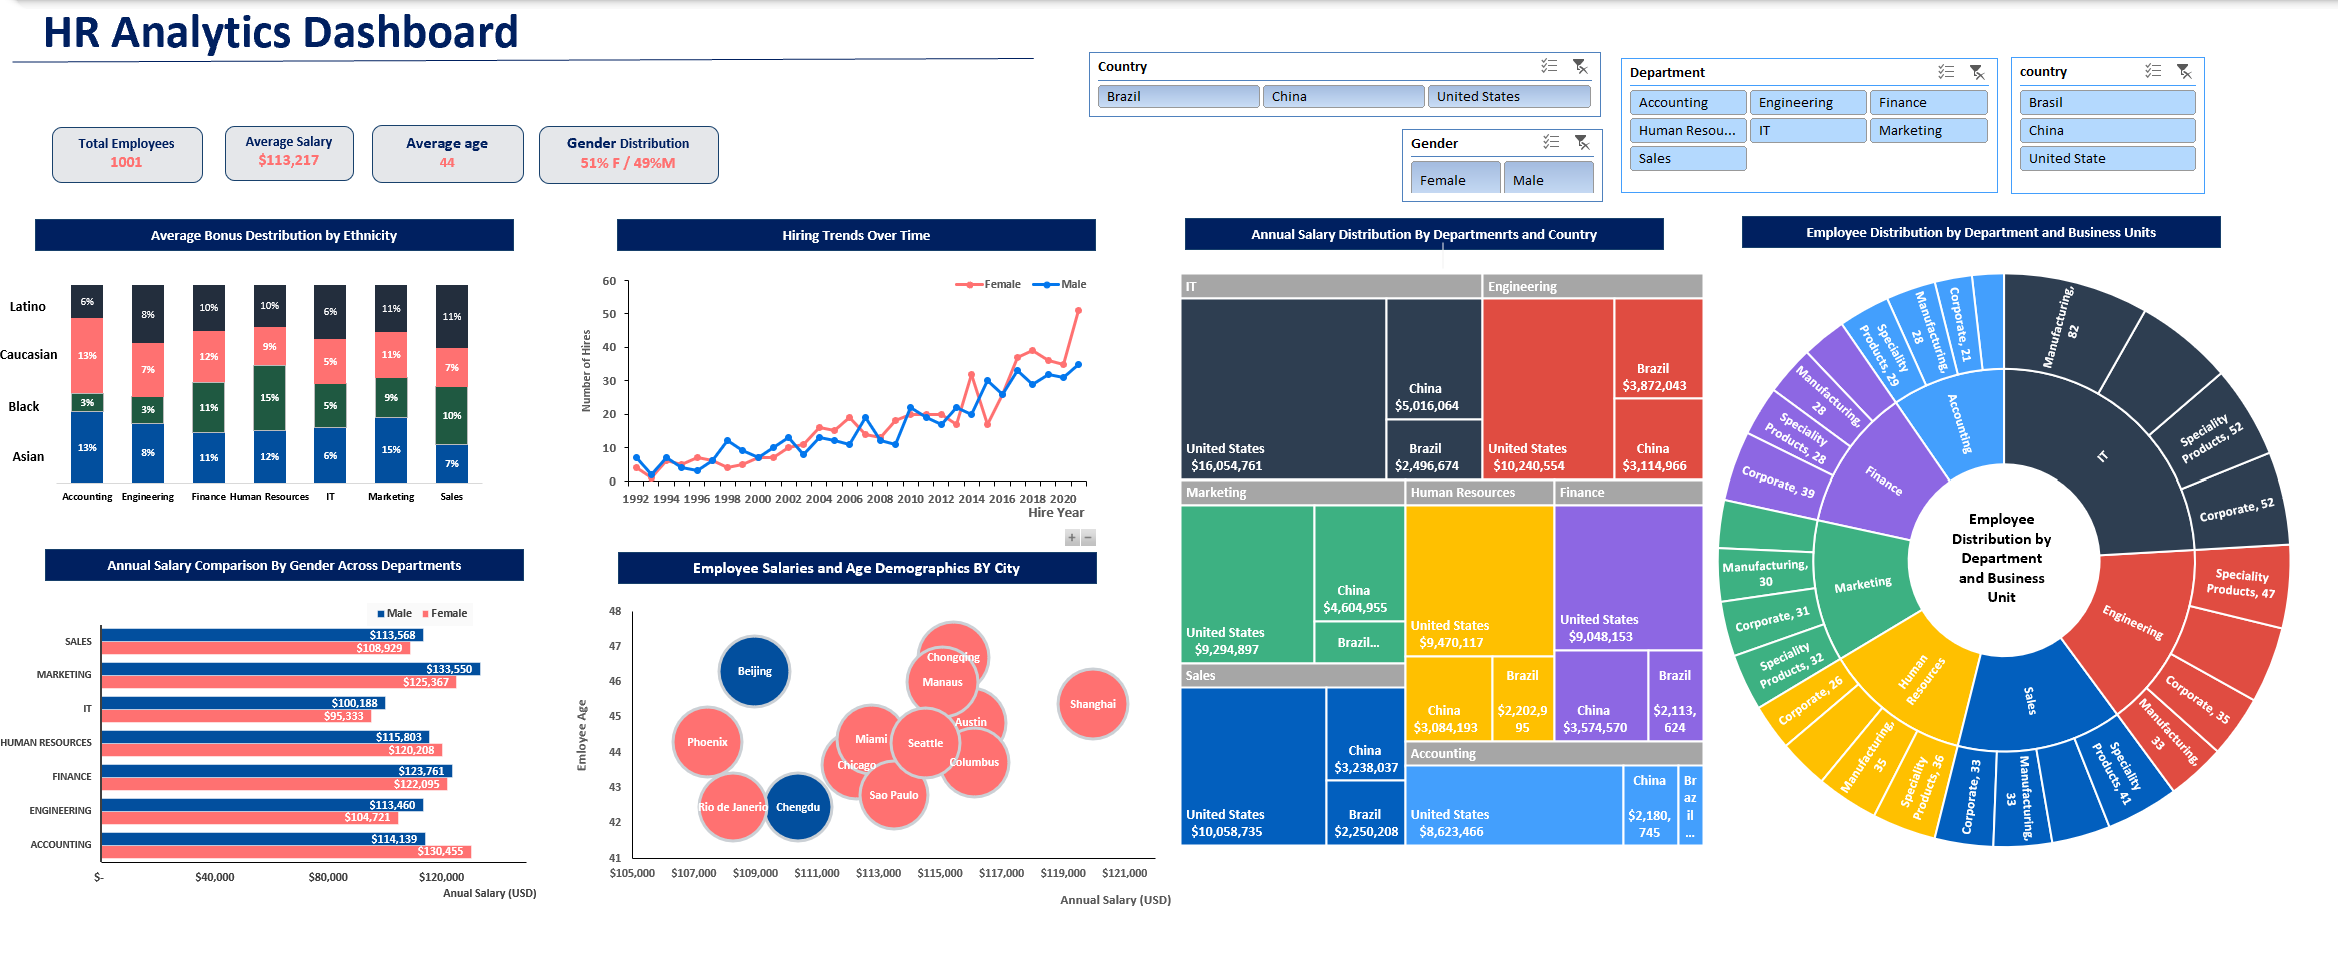 HR Analytics Dashboard
Country
Brazil
China
United States
Gender
Female
Male
Department
Accounting
Engineering
Finance
Human Resou...
IT
Marketing
Sales
country
Brasil
China
United State
Total Employees
1001
Average Salary
$113,217
Average age
44
Gender Distribution
51% F / 49%M
Average Bonus Destribution by Ethnicity
Latino
Caucasian
Black
Asian
6%
8%
10%
10%
6%
11%
11%
13%
7%
12%
9%
5%
11%
7%
3%
3%
11%
15%
5%
9%
10%
13%
8%
11%
12%
6%
15%
7%
Accounting
Engineering
Finance
Human Resources
IT
Marketing
Sales
Hiring Trends Over Time
Female
Male
Number of Hires
60
50
40
30
20
10
0
1992 1994 1996 1998 2000 2002 2004 2006 2008 2010 2012 2014 2016 2018 2020
Hire Year
+ −
Annual Salary Comparison By Gender Across Departments
Male
Female
SALES
$113,568
$108,929
MARKETING
$133,550
$125,367
IT
$100,188
$95,333
HUMAN RESOURCES
$115,803
$120,208
FINANCE
$123,761
$122,095
ENGINEERING
$113,460
$104,721
ACCOUNTING
$114,139
$130,455
$-
$40,000
$80,000
$120,000
Anual Salary (USD)
Employee Salaries and Age Demographics BY City
Emloyee Age
48
47
46
45
44
43
42
41
Beijing
Chongqing
Manaus
Shanghai
Phoenix
Miami
Seattle
Austin
Chicago
Columbus
Sao Paulo
Rio de Janerio
Chengdu
$105,000 $107,000 $109,000 $111,000 $113,000 $115,000 $117,000 $119,000 $121,000
Annual Salary (USD)
Annual Salary Distribution By Departmenrts and Country
IT
United States
$16,054,761
China
$5,016,064
Brazil
$2,496,674
Engineering
United States
$10,240,554
Brazil
$3,872,043
China
$3,114,966
Marketing
United States
$9,294,897
China
$4,604,955
Brazil...
Human Resources
United States
$9,470,117
China
$3,084,193
Brazil
$2,202,9
95
Finance
United States
$9,048,153
China
$3,574,570
Brazil
$2,113,
624
Sales
United States
$10,058,735
China
$3,238,037
Brazil
$2,250,208
Accounting
United States
$8,623,466
China
$2,180,
745
Br
az
il
...
Employee Distribution by Department and Business Units
Employee
Distribution by
Department
and Business
Unit
IT
Manufacturing,
82
Speciality
Products, 52
Corporate, 52
Engineering
Speciality
Products, 47
Corporate, 35
Manufacturing,
33
Sales
Speciality
Products, 41
Manufacturing,
33
Corporate, 33
Human
Resources
Speciality
Products, 36
Manufacturing,
35
Corporate, 26
Marketing
Speciality
Products, 32
Corporate, 31
Manufacturing,
30
Finance
Corporate, 39
Speciality
Products, 28
Manufacturing,
28
Accounting
Speciality
Products, 29
Manufacturing,
28
Corporate, 21